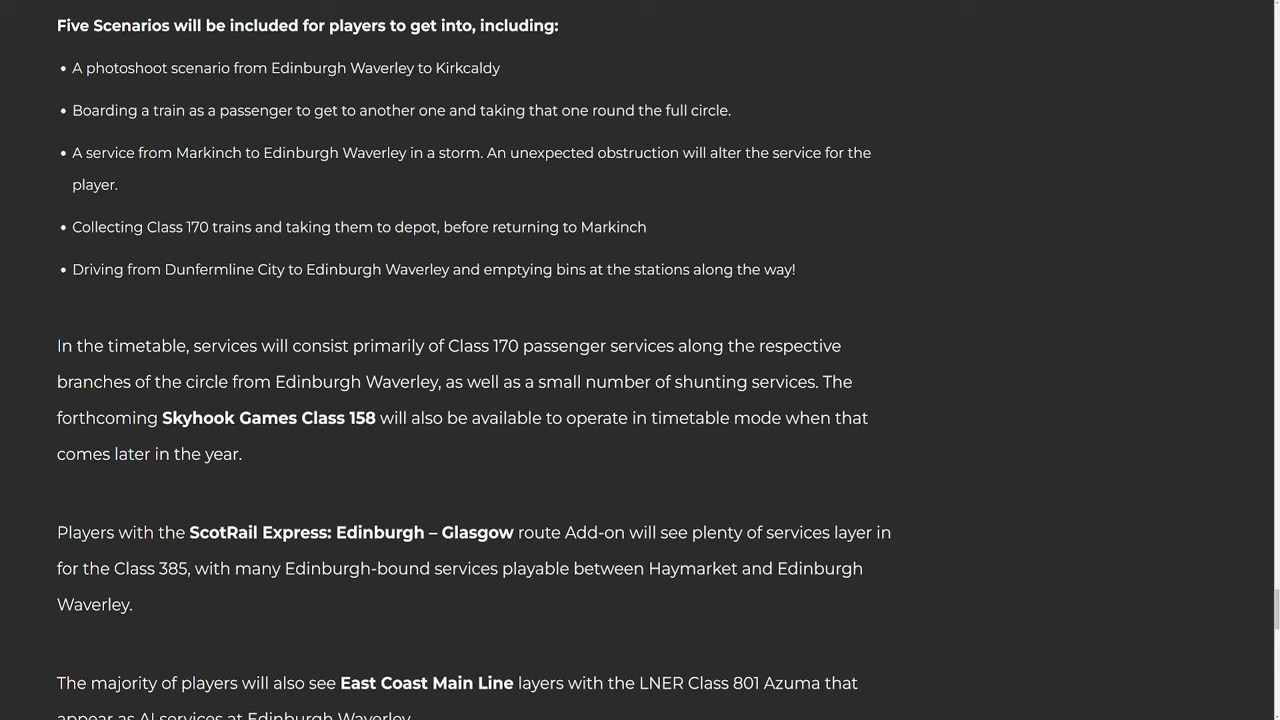 Five Scenarios will be included for players to get into, including:
• A photoshoot scenario from Edinburgh Waverley to Kirkcaldy
• Boarding a train as a passenger to get to another one and taking that one round the full circle.
• A service from Markinch to Edinburgh Waverley in a storm. An unexpected obstruction will alter the service for the
player.
• Collecting Class 170 trains and taking them to depot, before returning to Markinch
• Driving from Dunfermline City to Edinburgh Waverley and emptying bins at the stations along the way!
In the timetable, services will consist primarily of Class 170 passenger services along the respective
branches of the circle from Edinburgh Waverley, as well as a small number of shunting services. The
forthcoming Skyhook Games Class 158 will also be available to operate in timetable mode when that
comes later in the year.
Players with the ScotRail Express: Edinburgh – Glasgow route Add-on will see plenty of services layer in
for the Class 385, with many Edinburgh-bound services playable between Haymarket and Edinburgh
Waverley.
The majority of players will also see East Coast Main Line layers with the LNER Class 801 Azuma that
appear as AI services at Edinburgh Waverley.